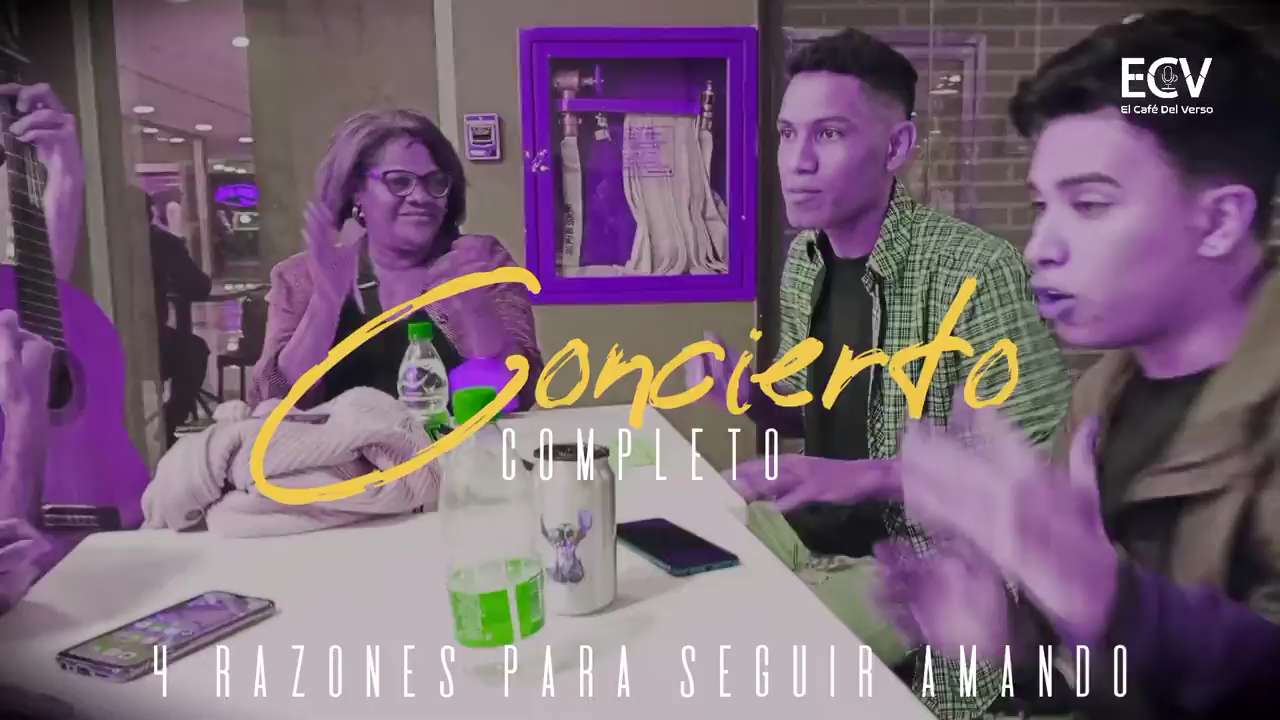 ECV
El Café Del Verso
Concierto
COMPLETO
4 RAZONES PARA SEGUIR AMANDO